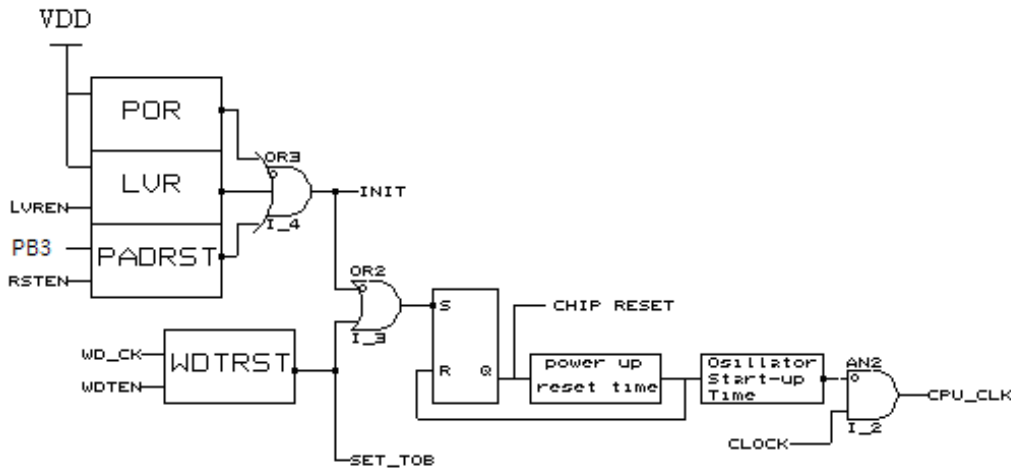 VDD
POR
OR3
LVR
INIT
LVREN
I_4
PB3
PADRST
RSTEN
OR2
S
CHIP RESET
I_3
WD_CK
WDTRST
WDTEN
R Q
power up
reset time
Osillator
Start-up
Time
AN2
CPU_CLK
I_2
CLOCK
SET_TOB